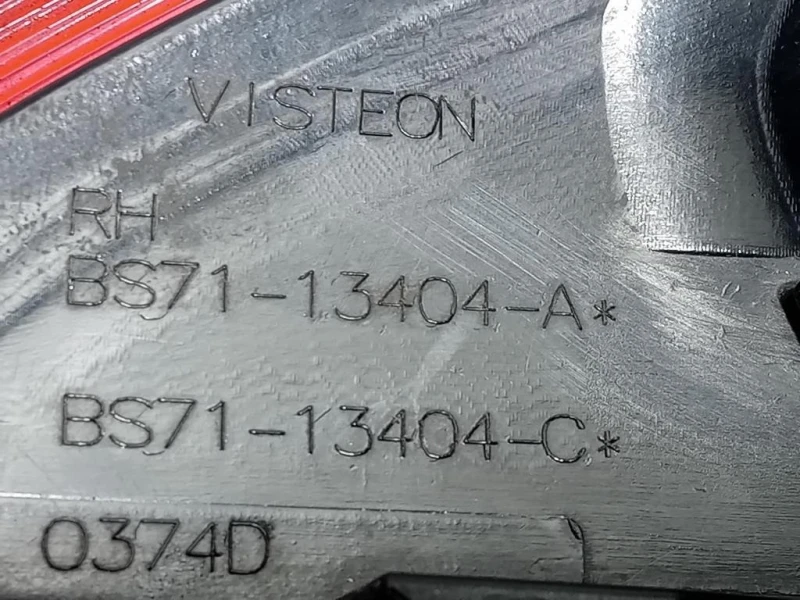 VISTEON
RH
BS71-13404-A*
BS71-13404-C*
0374D